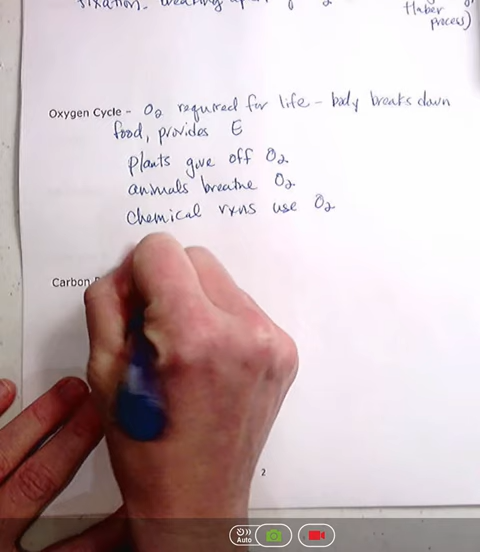 fixation.
Haber
process)
Oxygen Cycle - O₂ required for life - body breaks down
food, provides E
plants give off O₂
animals breathe O₂
chemical rxns use O₂
Carbon
2
Auto